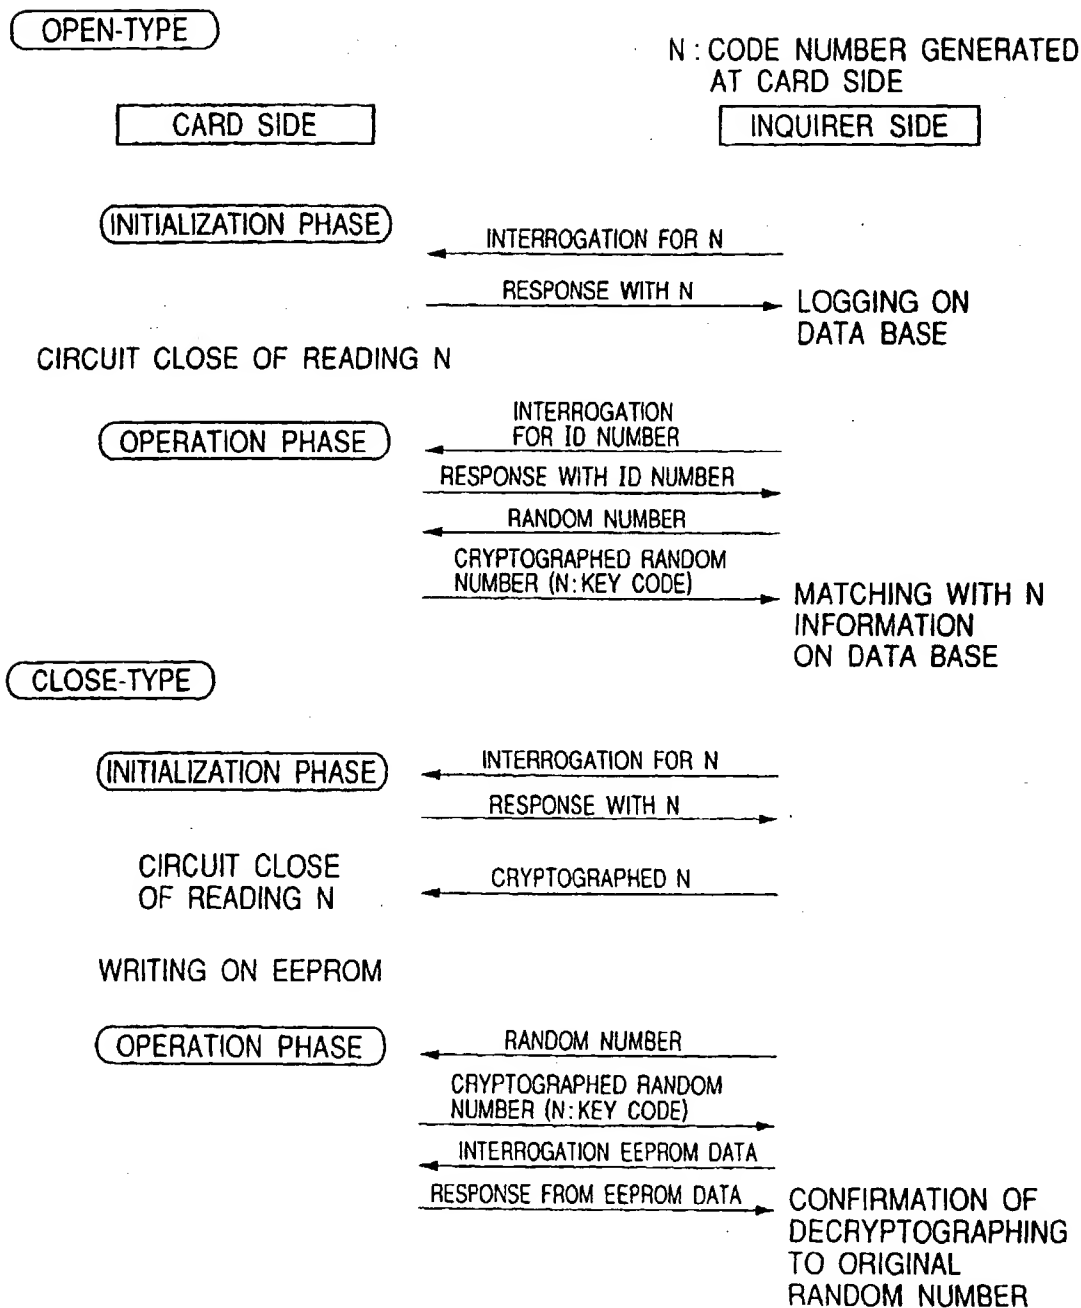 OPEN-TYPE
N : CODE NUMBER GENERATED
AT CARD SIDE
CARD SIDE
INQUIRER SIDE
INITIALIZATION PHASE
INTERROGATION FOR N
RESPONSE WITH N
LOGGING ON
DATA BASE
CIRCUIT CLOSE OF READING N
OPERATION PHASE
INTERROGATION
FOR ID NUMBER
RESPONSE WITH ID NUMBER
RANDOM NUMBER
CRYPTOGRAPHED RANDOM
NUMBER (N:KEY CODE)
MATCHING WITH N
INFORMATION
ON DATA BASE
CLOSE-TYPE
INITIALIZATION PHASE
INTERROGATION FOR N
RESPONSE WITH N
CIRCUIT CLOSE
OF READING N
CRYPTOGRAPHED N
WRITING ON EEPROM
OPERATION PHASE
RANDOM NUMBER
CRYPTOGRAPHED RANDOM
NUMBER (N:KEY CODE)
INTERROGATION EEPROM DATA
RESPONSE FROM EEPROM DATA
CONFIRMATION OF
DECRYPTOGRAPHING
TO ORIGINAL
RANDOM NUMBER